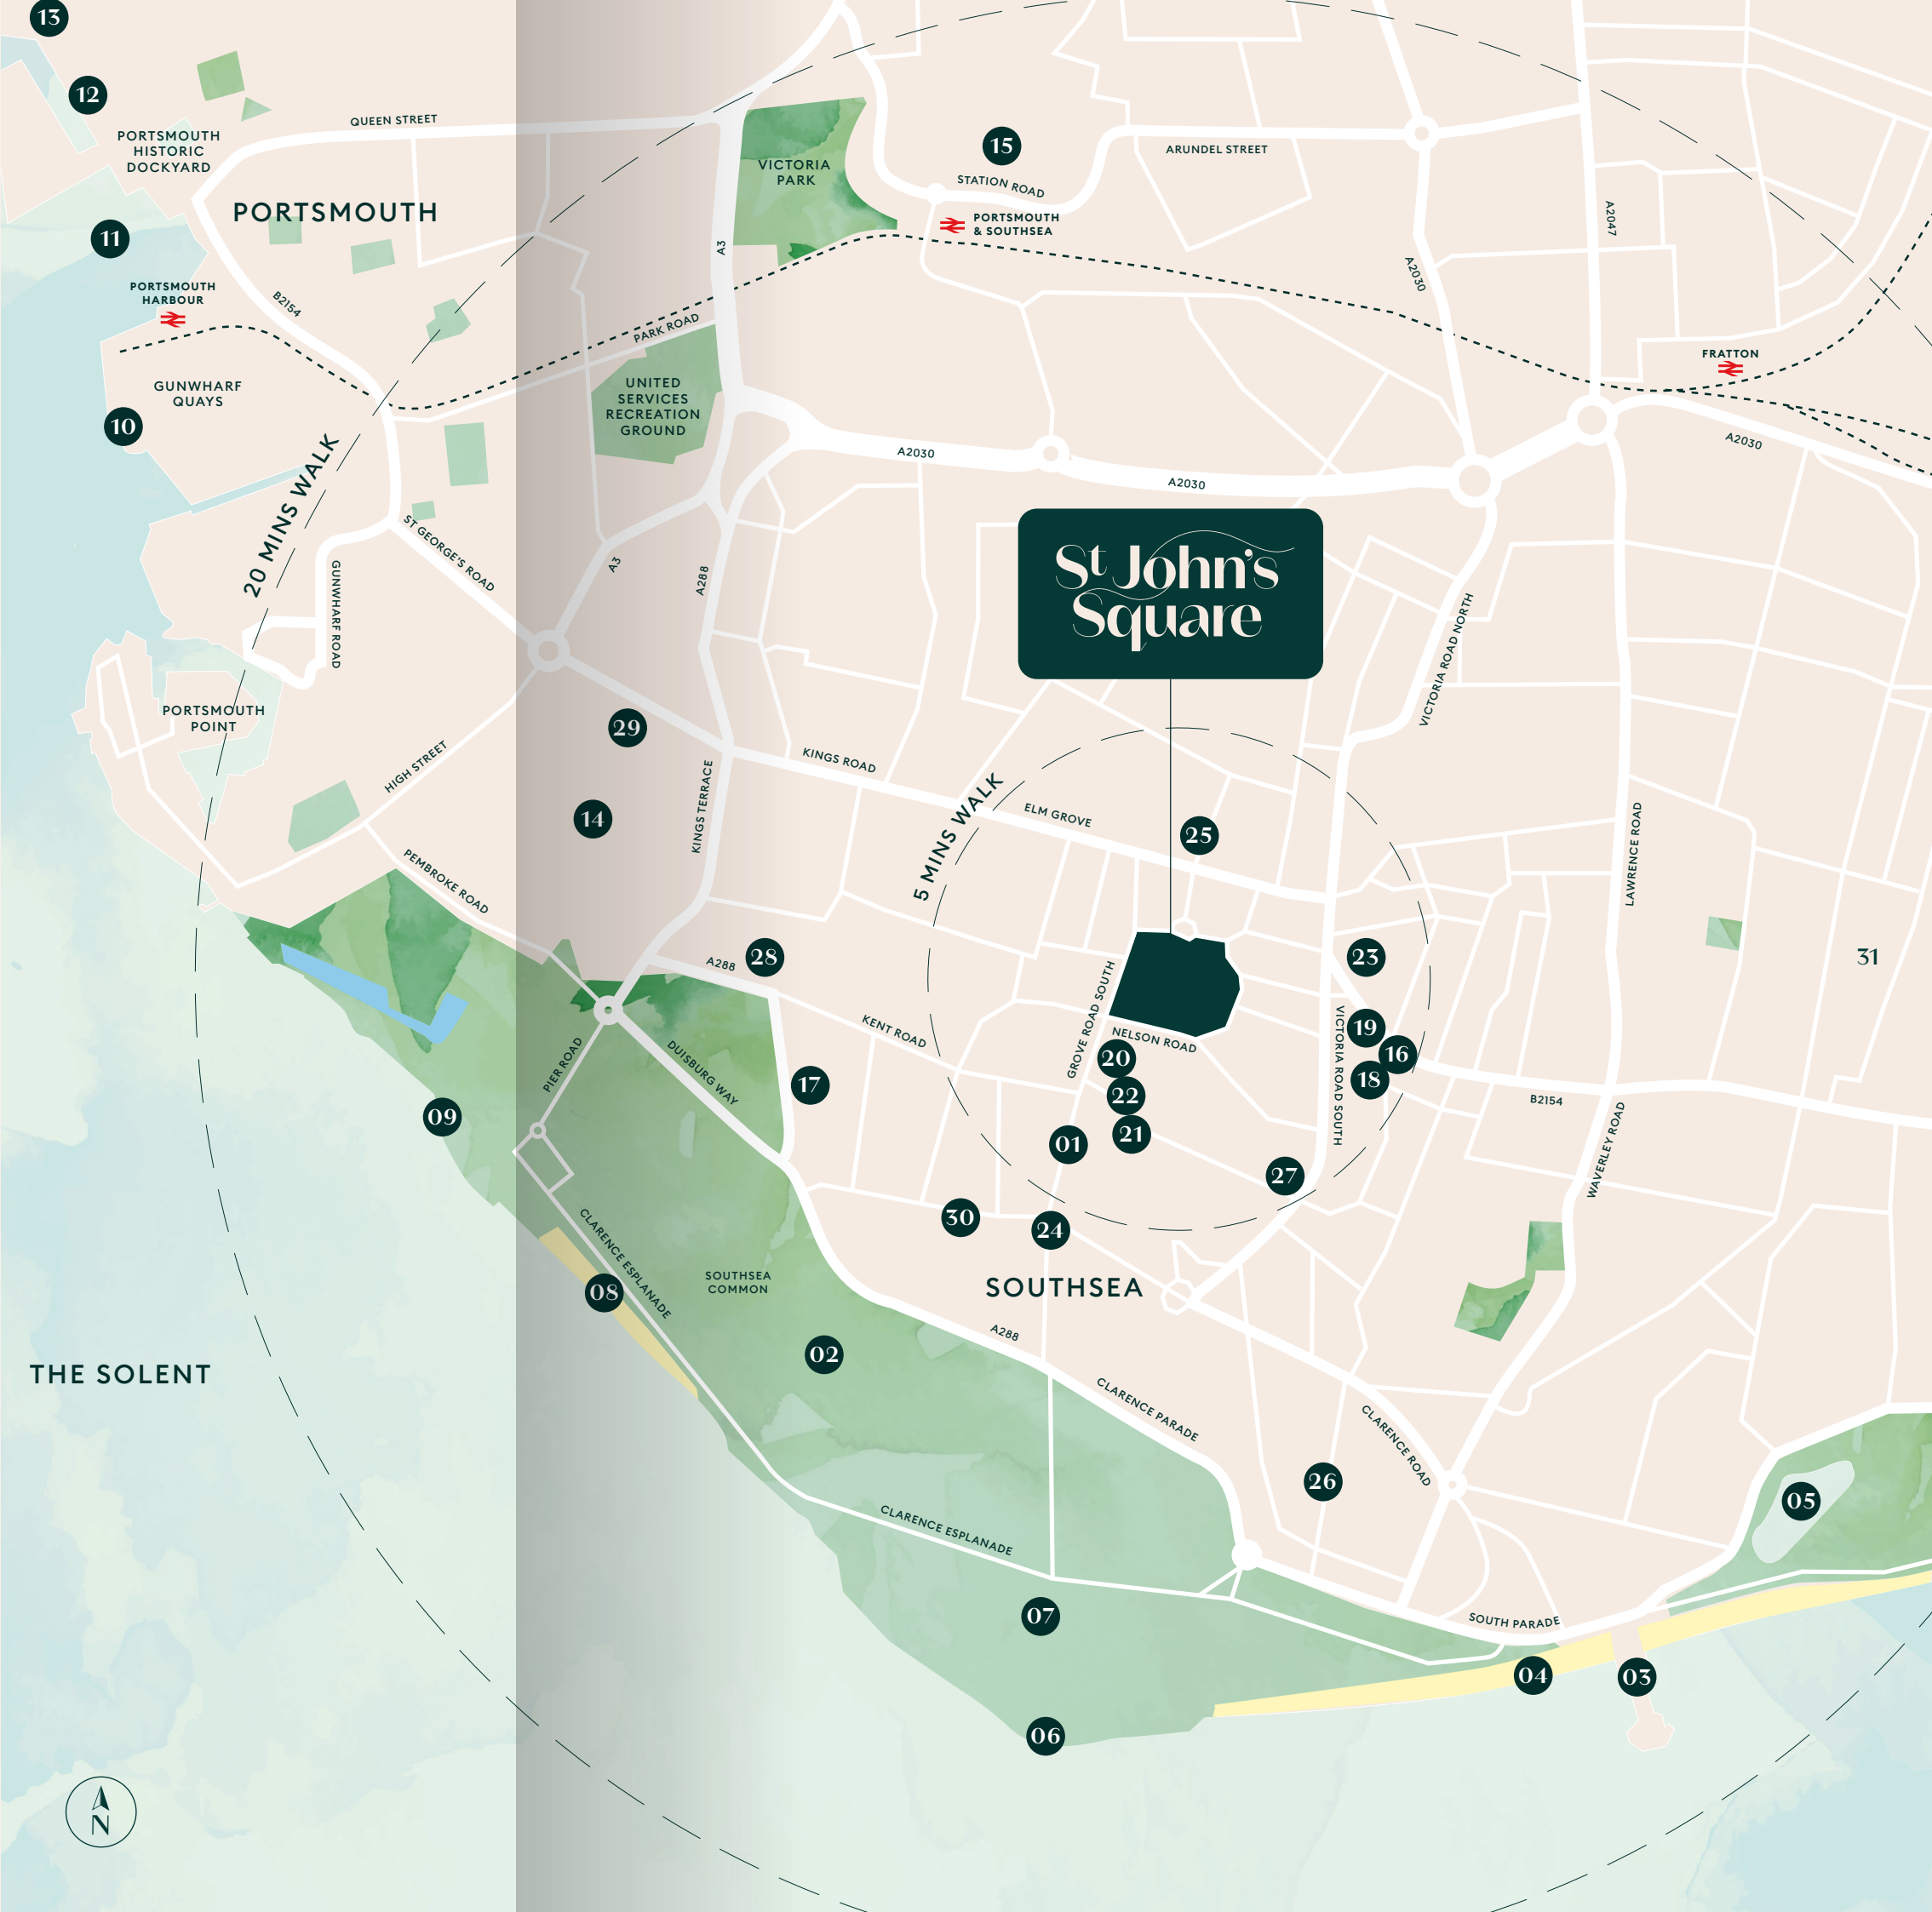 13
12
PORTSMOUTH
HISTORIC
DOCKYARD
QUEEN STREET
PORTSMOUTH
11
PORTSMOUTH
HARBOUR
B2154
GUNWHARF
QUAYS
10
VICTORIA
PARK
A3
15
STATION ROAD
PORTSMOUTH
& SOUTHSEA
ARUNDEL STREET
A2047
A2030
FRATTON
A2030
PARK ROAD
UNITED
SERVICES
RECREATION
GROUND
A2030
A2030
20 MINS WALK
ST GEORGE'S ROAD
GUNWHARF ROAD
A3
A288
St John's
Square
VICTORIA ROAD NORTH
PORTSMOUTH
POINT
HIGH STREET
29
14
KINGS TERRACE
KINGS ROAD
5 MINS WALK
ELM GROVE
25
LAWRENCE ROAD
PEMBROKE ROAD
A288
28
KENT ROAD
GROVE ROAD SOUTH
NELSON ROAD
23
31
VICTORIA ROAD SOUTH
19
16
18
20
22
21
01
27
B2154
WAVERLEY ROAD
PIER ROAD
DUISBURG WAY
17
09
30
24
CLARENCE ESPLANADE
08
SOUTHSEA
COMMON
SOUTHSEA
02
A288
THE SOLENT
CLARENCE PARADE
CLARENCE ROAD
26
05
CLARENCE ESPLANADE
07
SOUTH PARADE
04
03
06
N